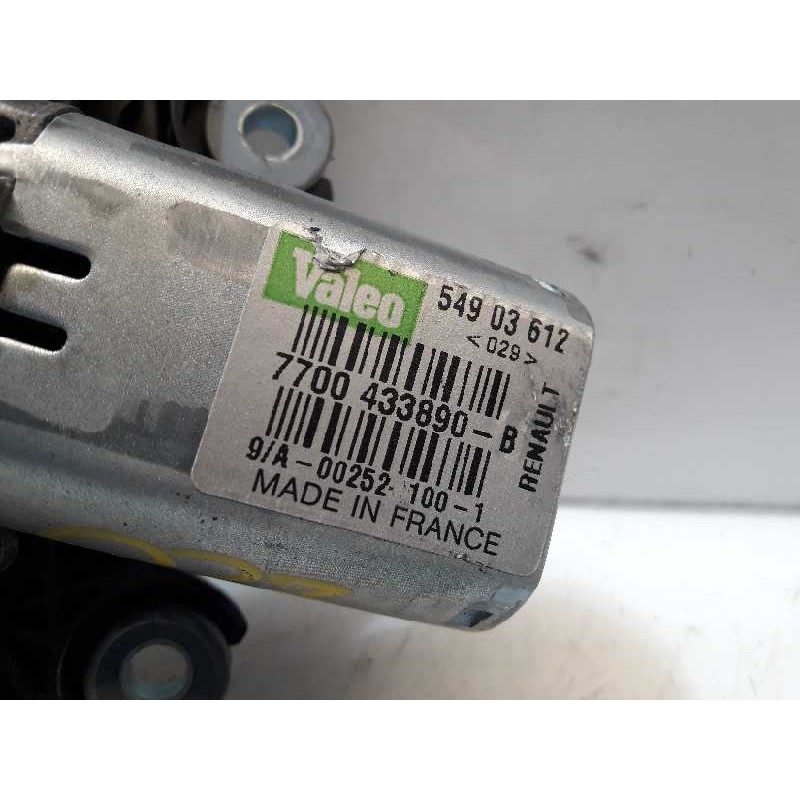 Valeo
549 03 612
<029>
7700 433890-B
9/A-00252 100-1
MADE IN FRANCE
RENAULT